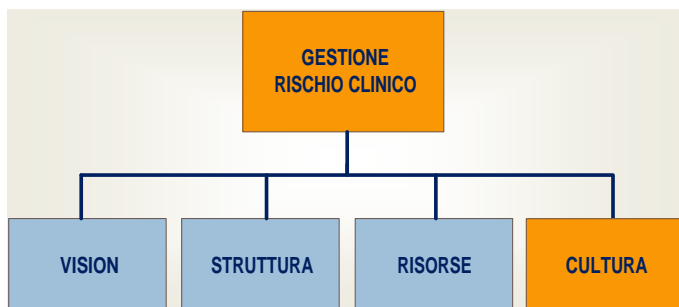 GESTIONE
RISCHIO CLINICO
VISION
STRUTTURA
RISORSE
CULTURA